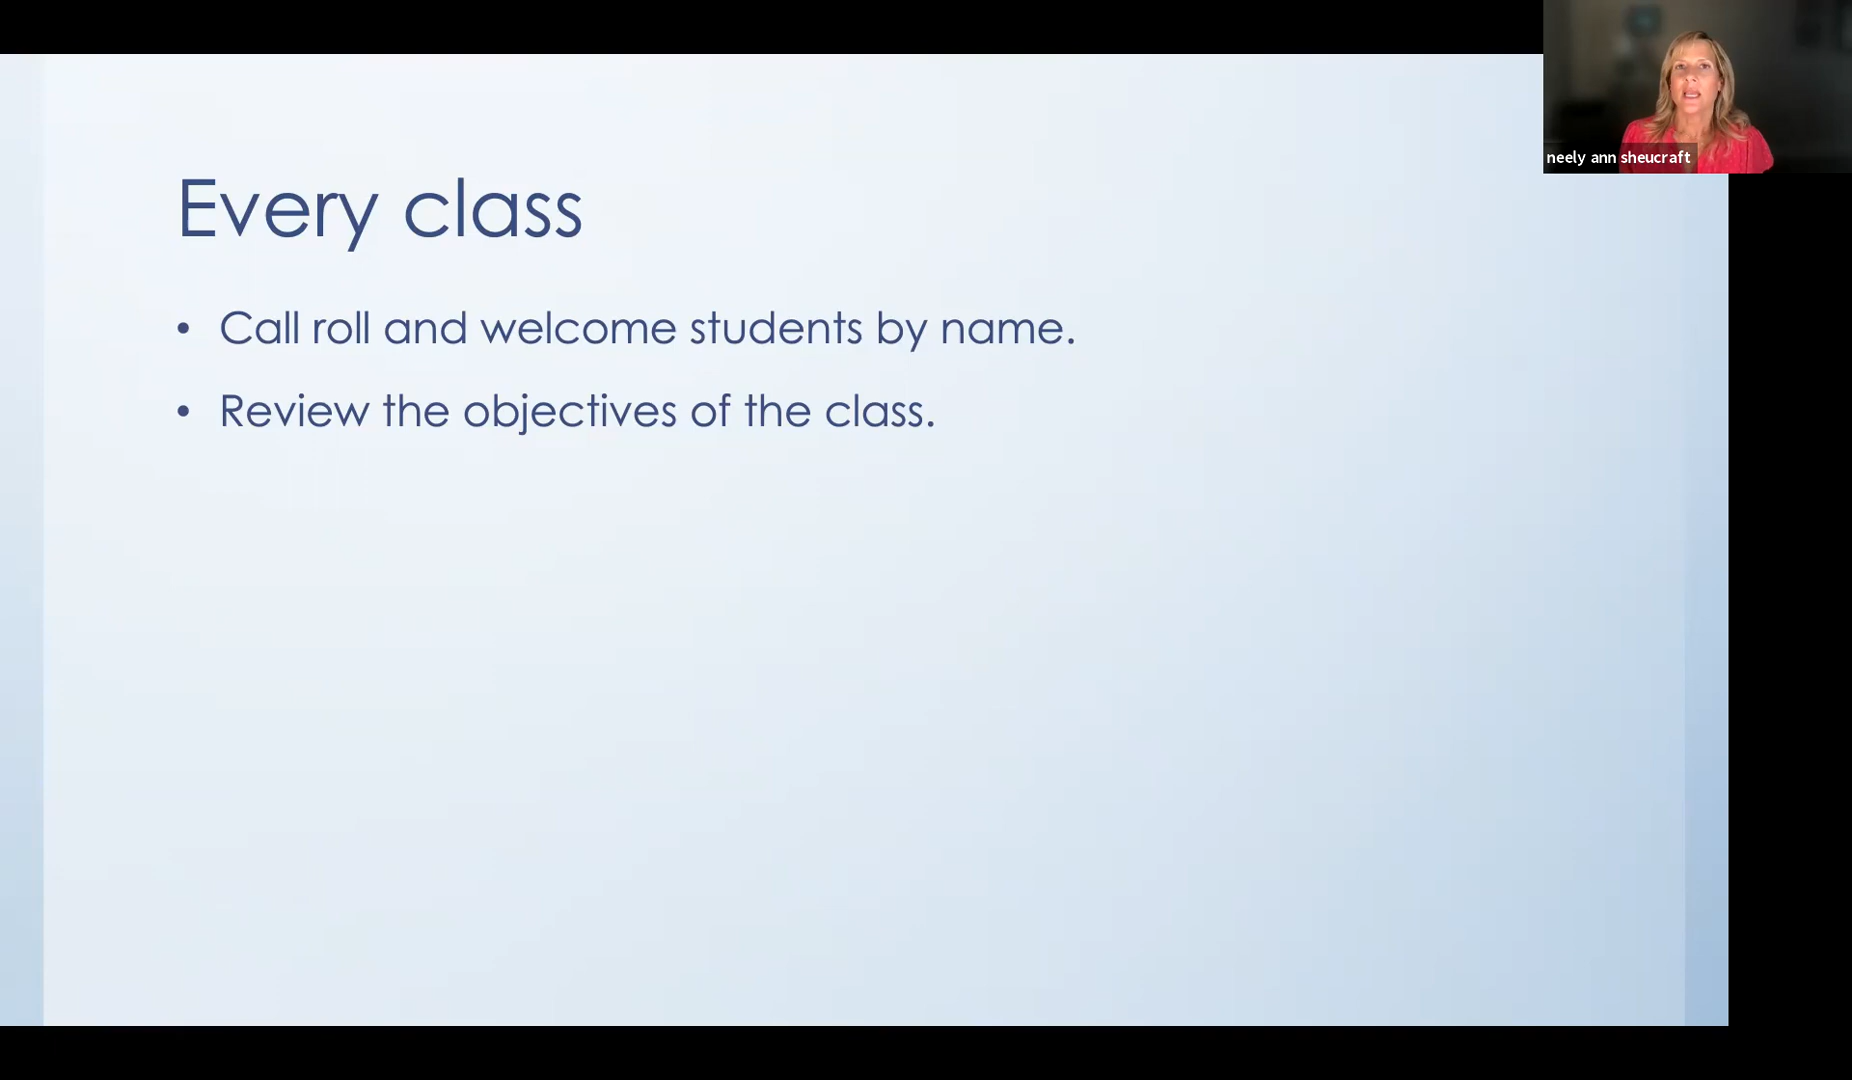 neely ann sheucraft
Every class
• Call roll and welcome students by name.
• Review the objectives of the class.